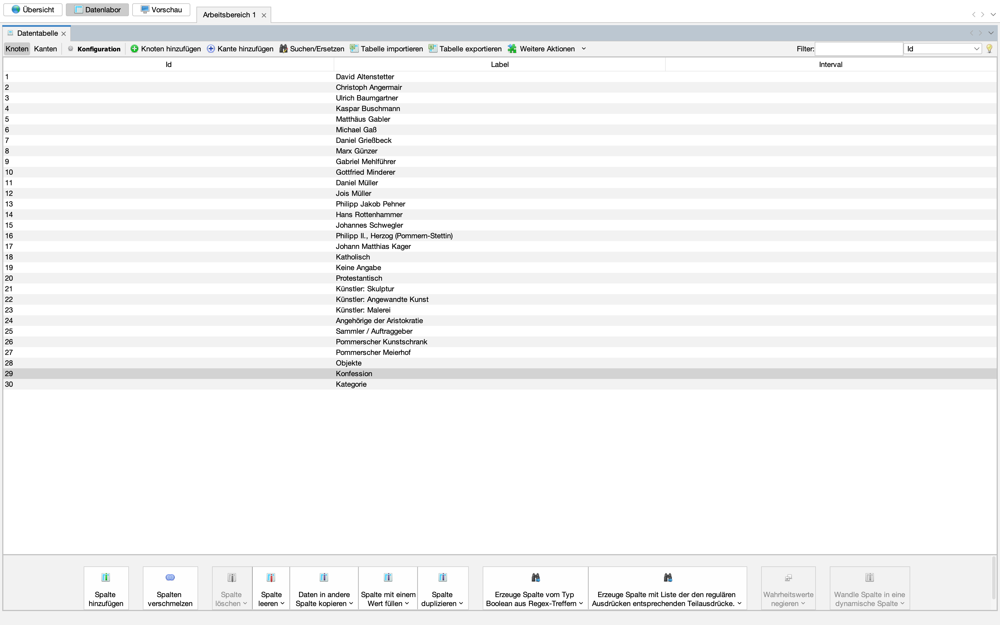 Übersicht Datenlabor Vorschau Arbeitsbereich 1
Datentabelle
Knoten Kanten Konfiguration Knoten hinzufügen Kante hinzufügen Suchen/Ersetzen Tabelle importieren Tabelle exportieren Weitere Aktionen Filter: Id
Id Label Interval
1 David Altenstetter
2 Christoph Angermair
3 Ulrich Baumgartner
4 Kaspar Buschmann
5 Matthäus Gabler
6 Michael Gaß
7 Daniel Grießbeck
8 Marx Günzer
9 Gabriel Mehlführer
10 Gottfried Minderer
11 Daniel Müller
12 Jois Müller
13 Philipp Jakob Pehner
14 Hans Rottenhammer
15 Johannes Schwegler
16 Philipp II., Herzog (Pommern-Stettin)
17 Johann Matthias Kager
18 Katholisch
19 Keine Angabe
20 Protestantisch
21 Künstler: Skulptur
22 Künstler: Angewandte Kunst
23 Künstler: Malerei
24 Angehörige der Aristokratie
25 Sammler / Auftraggeber
26 Pommerscher Kunstschrank
27 Pommerscher Meierhof
28 Objekte
29 Konfession
30 Kategorie
Spalte hinzufügen
Spalten verschmelzen
Spalte löschen
Spalte leeren
Daten in andere Spalte kopieren
Spalte mit einem Wert füllen
Spalte duplizieren
Erzeuge Spalte vom Typ Boolean aus Regex-Treffern
Erzeuge Spalte mit Liste der den regulären Ausdrücken entsprechenden Teilausdrücke.
Wahrheitswerte negieren
Wandle Spalte in eine dynamische Spalte